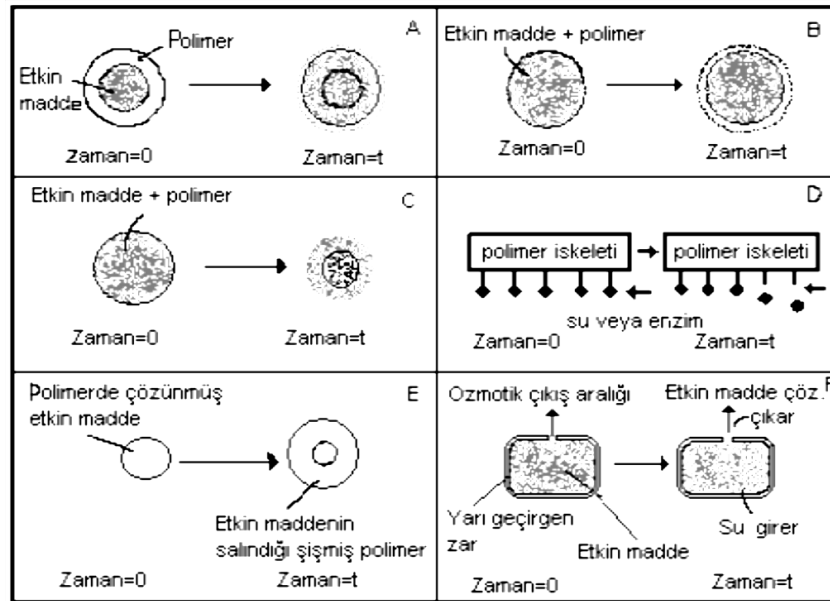 A
Polimer
Etkin
madde
Zaman=0
Zaman=t
B
Etkin madde + polimer
Zaman=0
Zaman=t
C
Etkin madde + polimer
Zaman=0
Zaman=t
D
polimer iskeleti
polimer iskeleti
su veya enzim
Zaman=0
Zaman=t
E
Polimerde çözünmüş
etkin madde
Etkin maddenin
salındığı şişmiş polimer
Zaman=0
Zaman=t
F
Ozmotik çıkış aralığı
Etkin madde çöz.
çıkar
Yarı geçirgen
zar
Etkin madde
Su girer
Zaman=0
Zaman=t